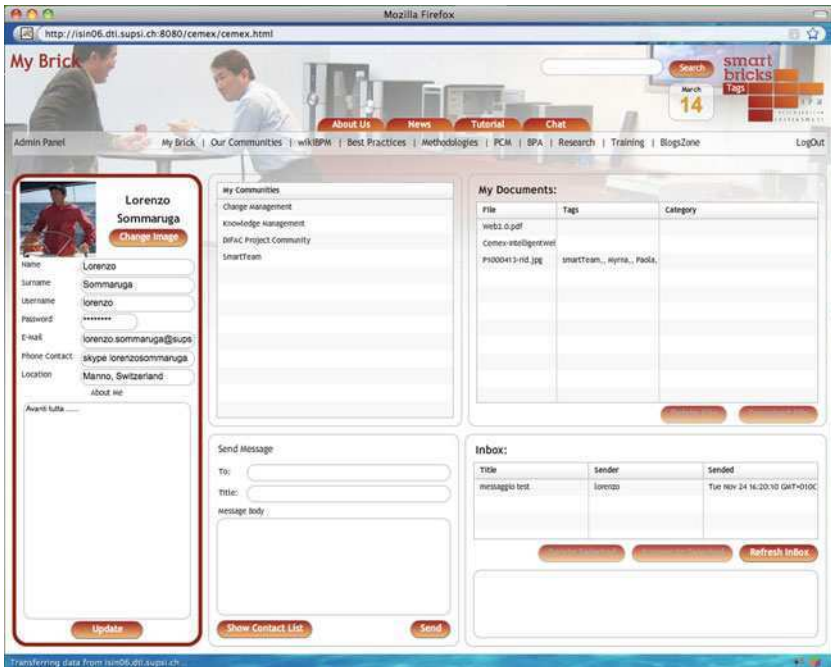 Mozilla Firefox
http://isin06.dti.supsi.ch:8080/cemex/cemex.html
My Brick
Search
smart
bricks
Tags
March
14
About Us
News
Tutorial
Chat
Admin Panel
My Brick | Our Communities | wikiBPM | Best Practices | Methodologies | PCM | BPA | Research | Training | BlogsZone
LogOut
Lorenzo
Sommaruga
Change Image
Name Lorenzo
Surname Sommaruga
Username lorenzo
Password ********
E-Mail lorenzo.sommaruga@sups
Phone Contact skype lorenzosommaruga
Location Manno, Switzerland
About Me
Avanti tutta ......
Update
My Communities
Change Management
Knowledge Management
DiFAC Project Community
SmartTeam
My Documents:
File Tags Category
Web2.0.pdf
Cemex-IntelligentWel
P1000413-rid.jpg smartTeam,, Myrna,, Paola,
Send Message
To:
Title:
Message Body
Show Contact List
Send
Inbox:
Title Sender Sended
messaggio test lorenzo Tue Nov 24 16:20:10 GMT+010C
Refresh InBox
Transferring data from isin06.dti.supsi.ch...